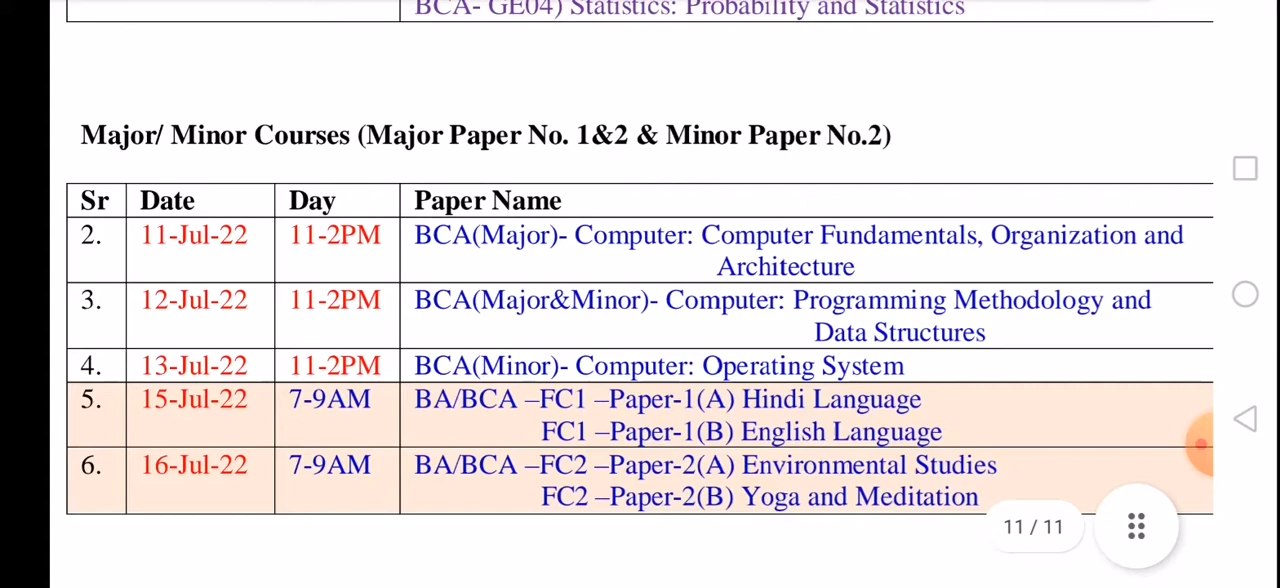 BCA- GE04) Statistics: Probability and Statistics
Major/ Minor Courses (Major Paper No. 1&2 & Minor Paper No.2)
Sr Date Day Paper Name
2. 11-Jul-22 11-2PM BCA(Major)- Computer: Computer Fundamentals, Organization and
Architecture
3. 12-Jul-22 11-2PM BCA(Major&Minor)- Computer: Programming Methodology and
Data Structures
4. 13-Jul-22 11-2PM BCA(Minor)- Computer: Operating System
5. 15-Jul-22 7-9AM BA/BCA –FC1 –Paper-1(A) Hindi Language
FC1 –Paper-1(B) English Language
6. 16-Jul-22 7-9AM BA/BCA –FC2 –Paper-2(A) Environmental Studies
FC2 –Paper-2(B) Yoga and Meditation
11 / 11